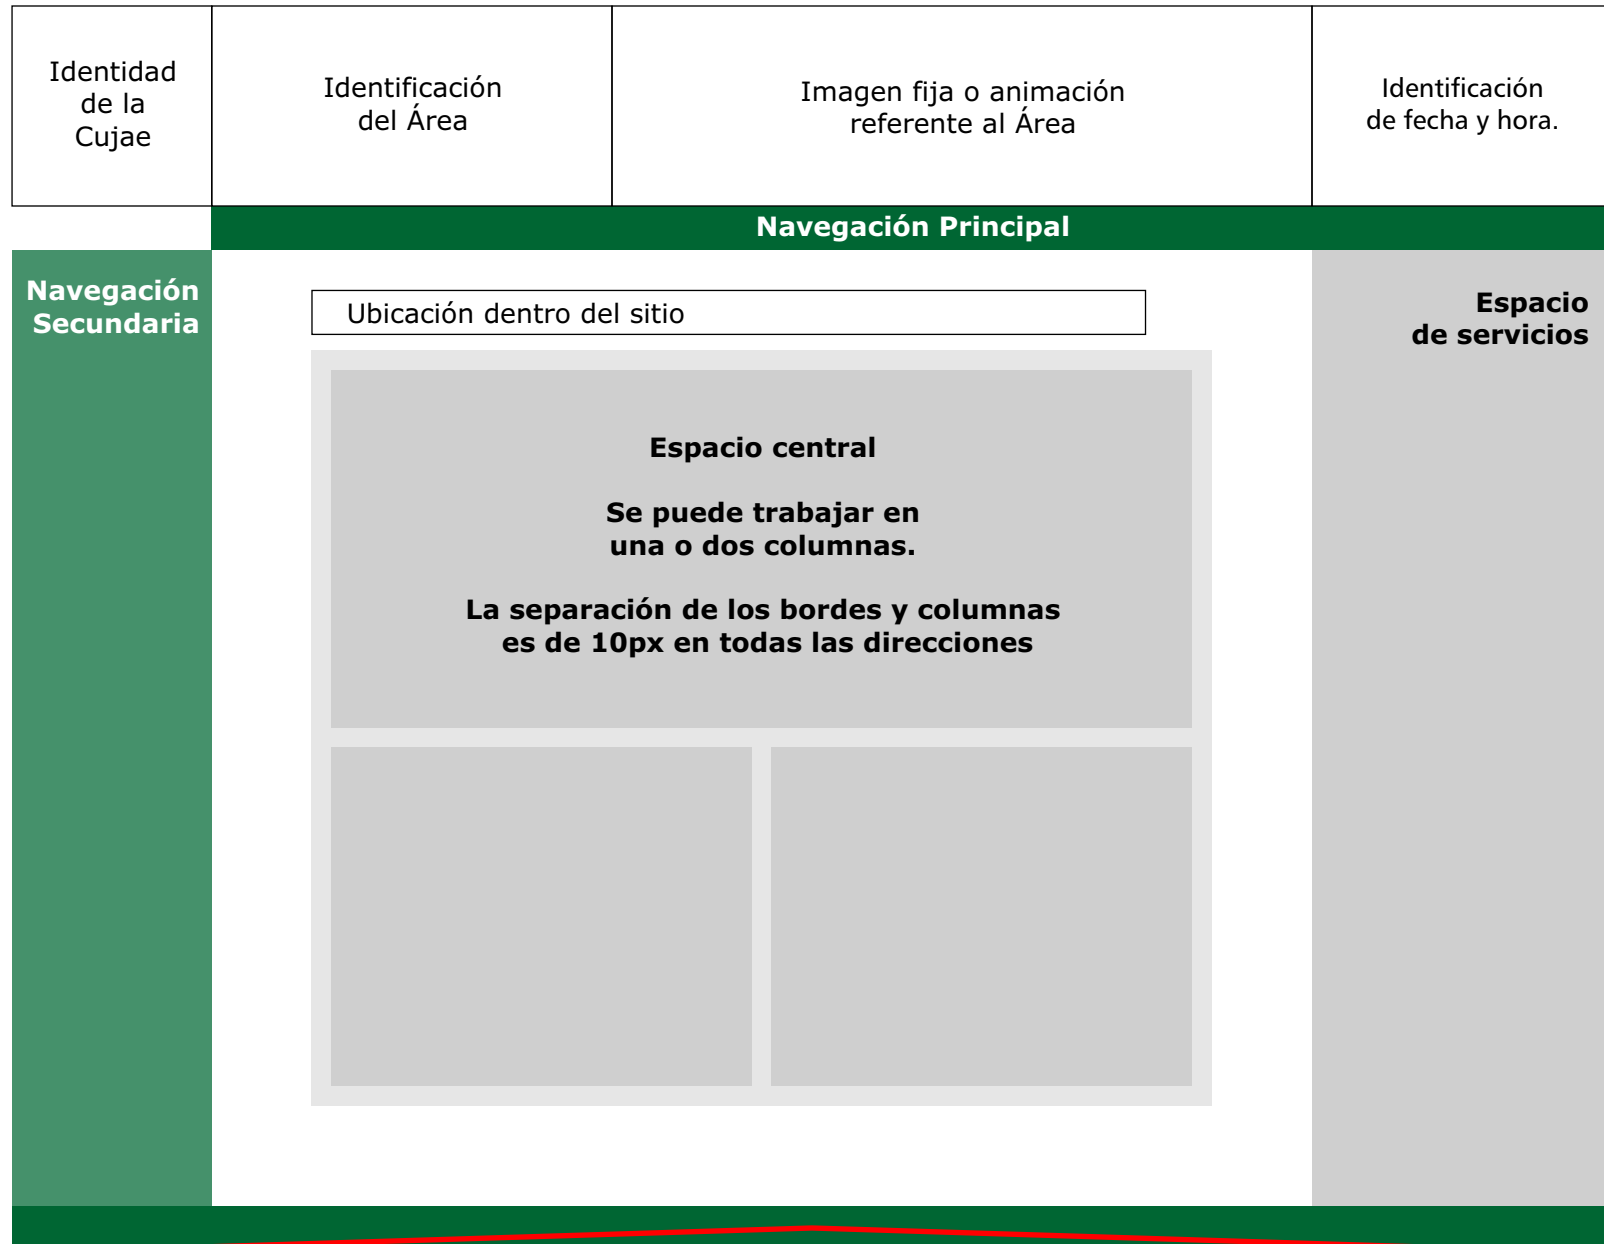 Identidad
de la
Cujae
Identificación
del Área
Imagen fija o animación
referente al Área
Identificación
de fecha y hora.
Navegación Principal
Navegación
Secundaria
Ubicación dentro del sitio
Espacio
de servicios
Espacio central
Se puede trabajar en
una o dos columnas.
La separación de los bordes y columnas
es de 10px en todas las direcciones